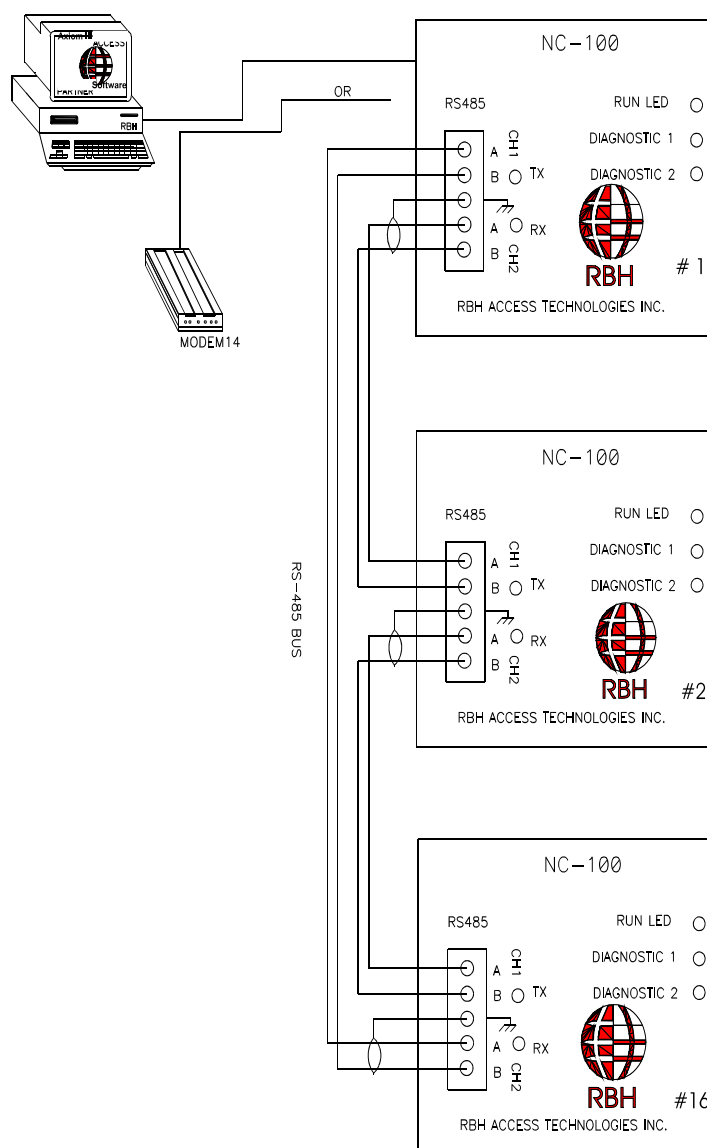 Axiom III
ACCESS
Software
PARTNER
RBH
OR
MODEM14
RS-485 BUS
NC-100
RS485
RUN LED
CH1
A
DIAGNOSTIC 1
B
TX
DIAGNOSTIC 2
A
RX
B
CH2
RBH
# 1
RBH ACCESS TECHNOLOGIES INC.
NC-100
RS485
RUN LED
CH1
A
DIAGNOSTIC 1
B
TX
DIAGNOSTIC 2
A
RX
B
CH2
RBH
#2
RBH ACCESS TECHNOLOGIES INC.
NC-100
RS485
RUN LED
CH1
A
DIAGNOSTIC 1
B
TX
DIAGNOSTIC 2
A
RX
B
CH2
RBH
#16
RBH ACCESS TECHNOLOGIES INC.